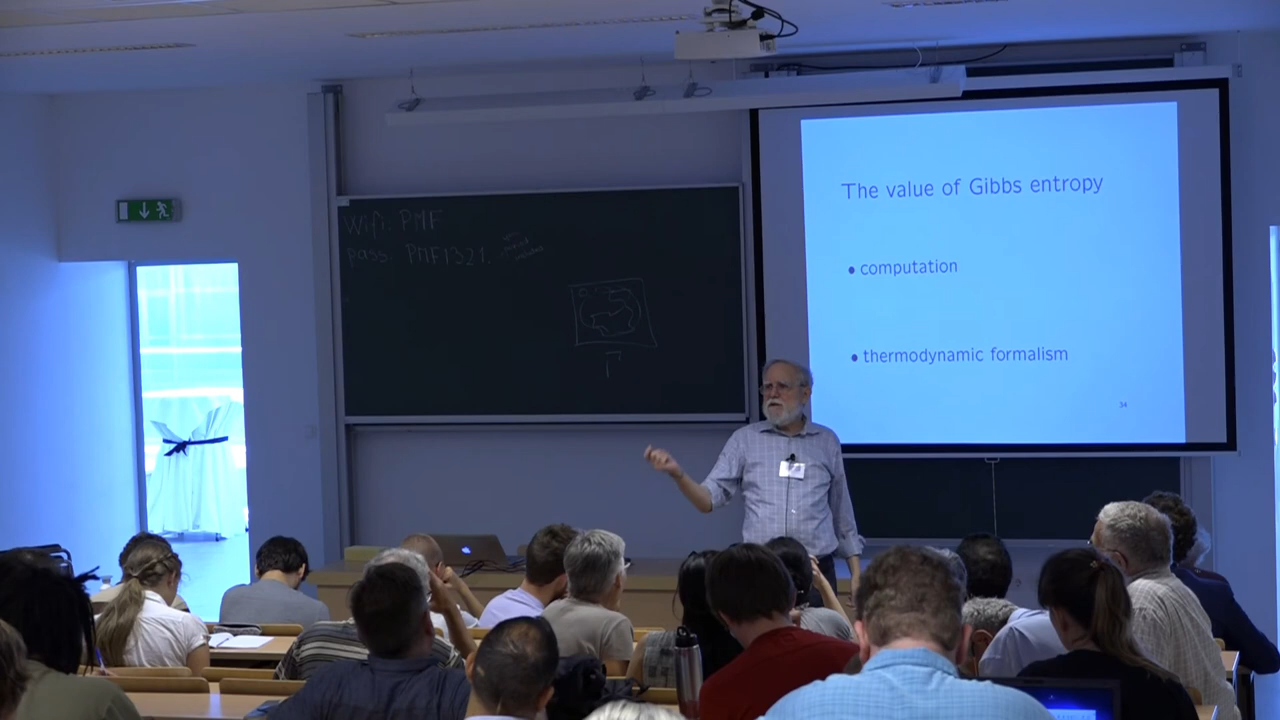 Wifi: PMF
pass: PMF1321.
Γ
The value of Gibbs entropy
• computation
• thermodynamic formalism
34